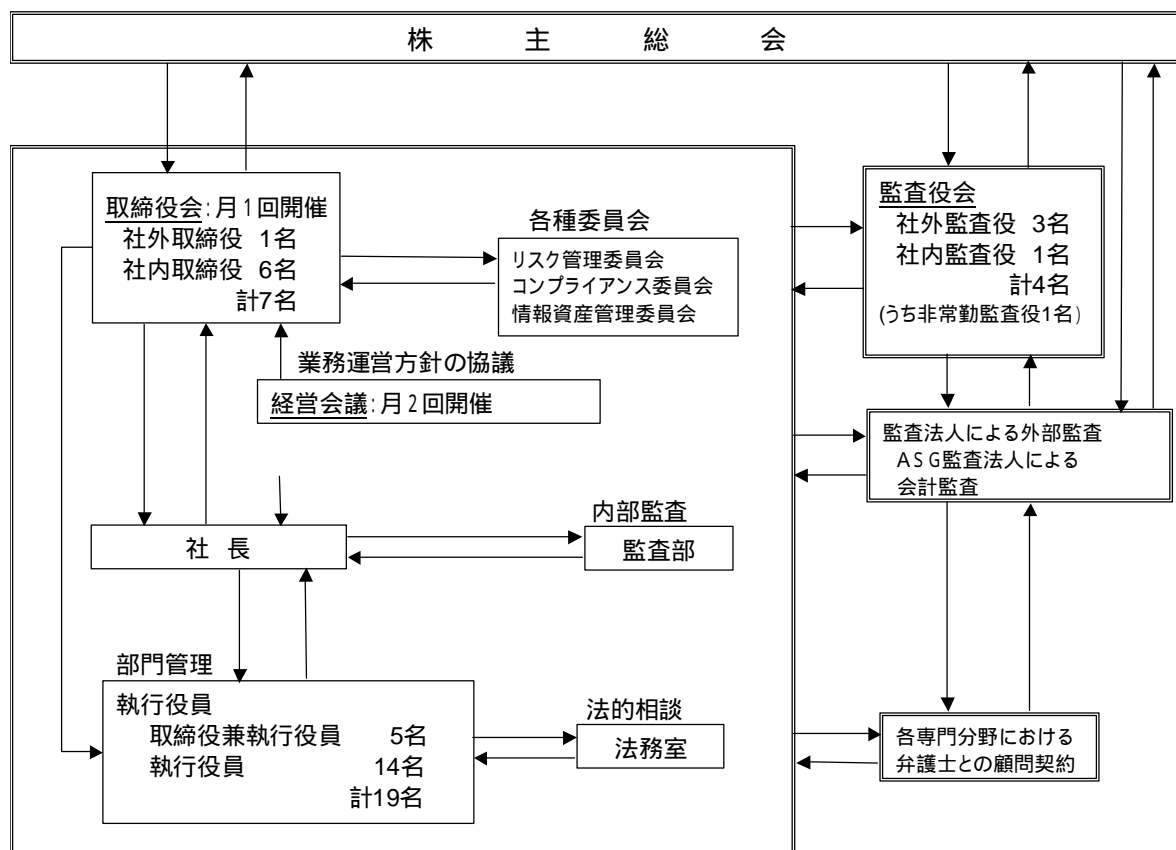 株主総会
取締役会:月1回開催
社外取締役 1名
社内取締役 6名
計7名
各種委員会
リスク管理委員会
コンプライアンス委員会
情報資産管理委員会
監査役会
社外監査役 3名
社内監査役 1名
計4名
(うち非常勤監査役1名)
業務運営方針の協議
経営会議:月2回開催
監査法人による外部監査
ASG監査法人による
会計監査
社 長
内部監査
監査部
部門管理
執行役員
取締役兼執行役員 5名
執行役員 14名
計19名
法的相談
法務室
各専門分野における
弁護士との顧問契約